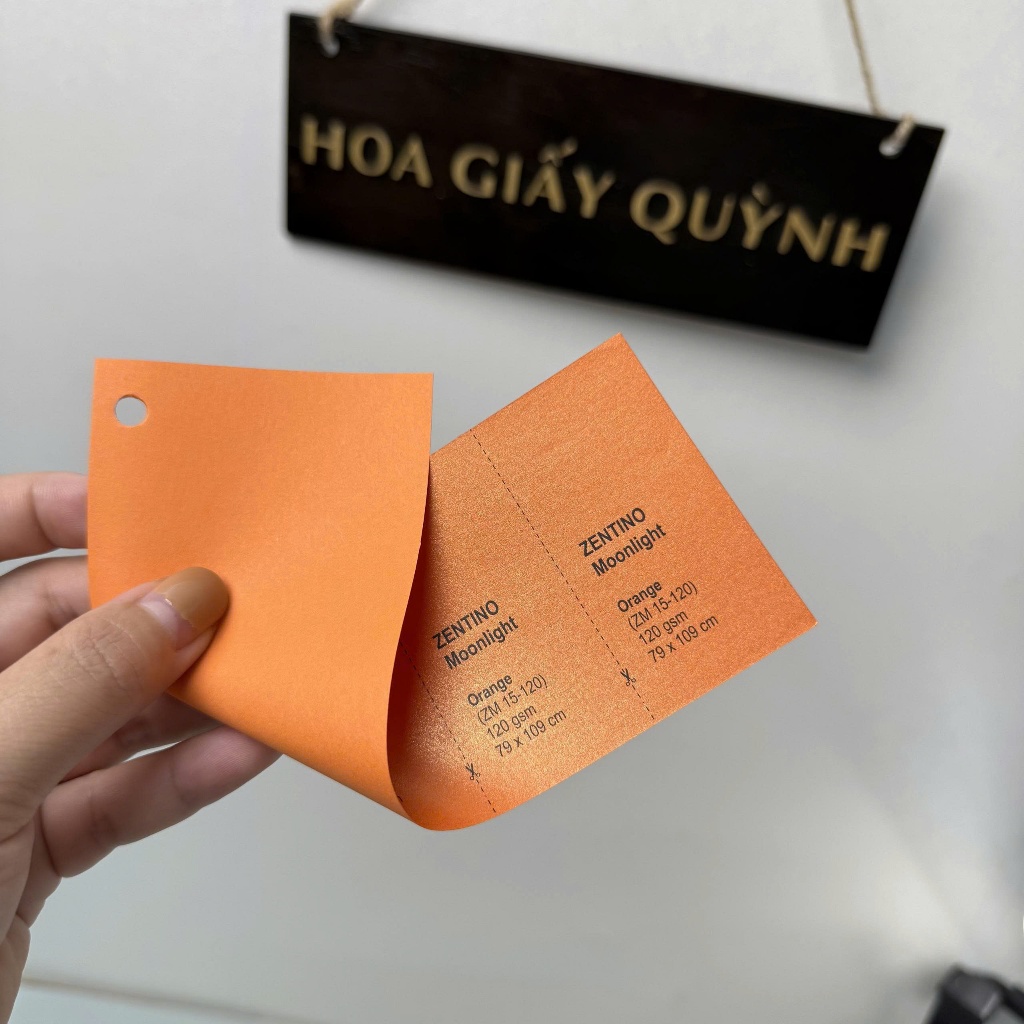 HOA GIẤY QUỲNH
ZENTINO
Moonlight
Orange
(ZM 15-120)
120 gsm
79 x 109 cm
ZENTINO
Moonlight
Orange
(ZM 15-120)
120 gsm
79 x 109 cm